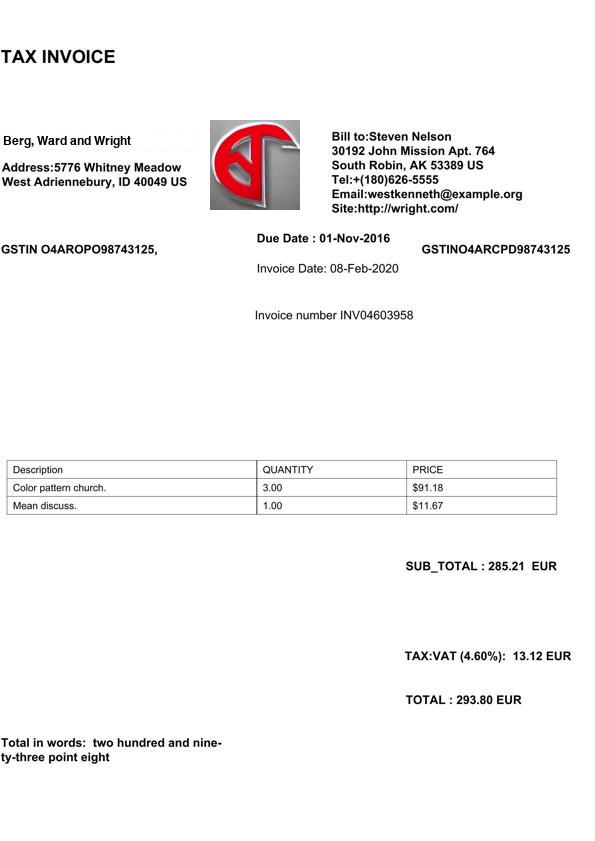 TAX INVOICE
Berg, Ward and Wright
Address:5776 Whitney Meadow
West Adriennebury, ID 40049 US
Bill to:Steven Nelson
30192 John Mission Apt. 764
South Robin, AK 53389 US
Tel:+(180)626-5555
Email:westkenneth@example.org
Site:http://wright.com/
GSTIN O4AROPO98743125,
Due Date : 01-Nov-2016
GSTINO4ARCPD98743125
Invoice Date: 08-Feb-2020
Invoice number INV04603958
Description QUANTITY PRICE
Color pattern church. 3.00 $91.18
Mean discuss. 1.00 $11.67
SUB_TOTAL : 285.21 EUR
TAX:VAT (4.60%): 13.12 EUR
TOTAL : 293.80 EUR
Total in words: two hundred and nine-
ty-three point eight